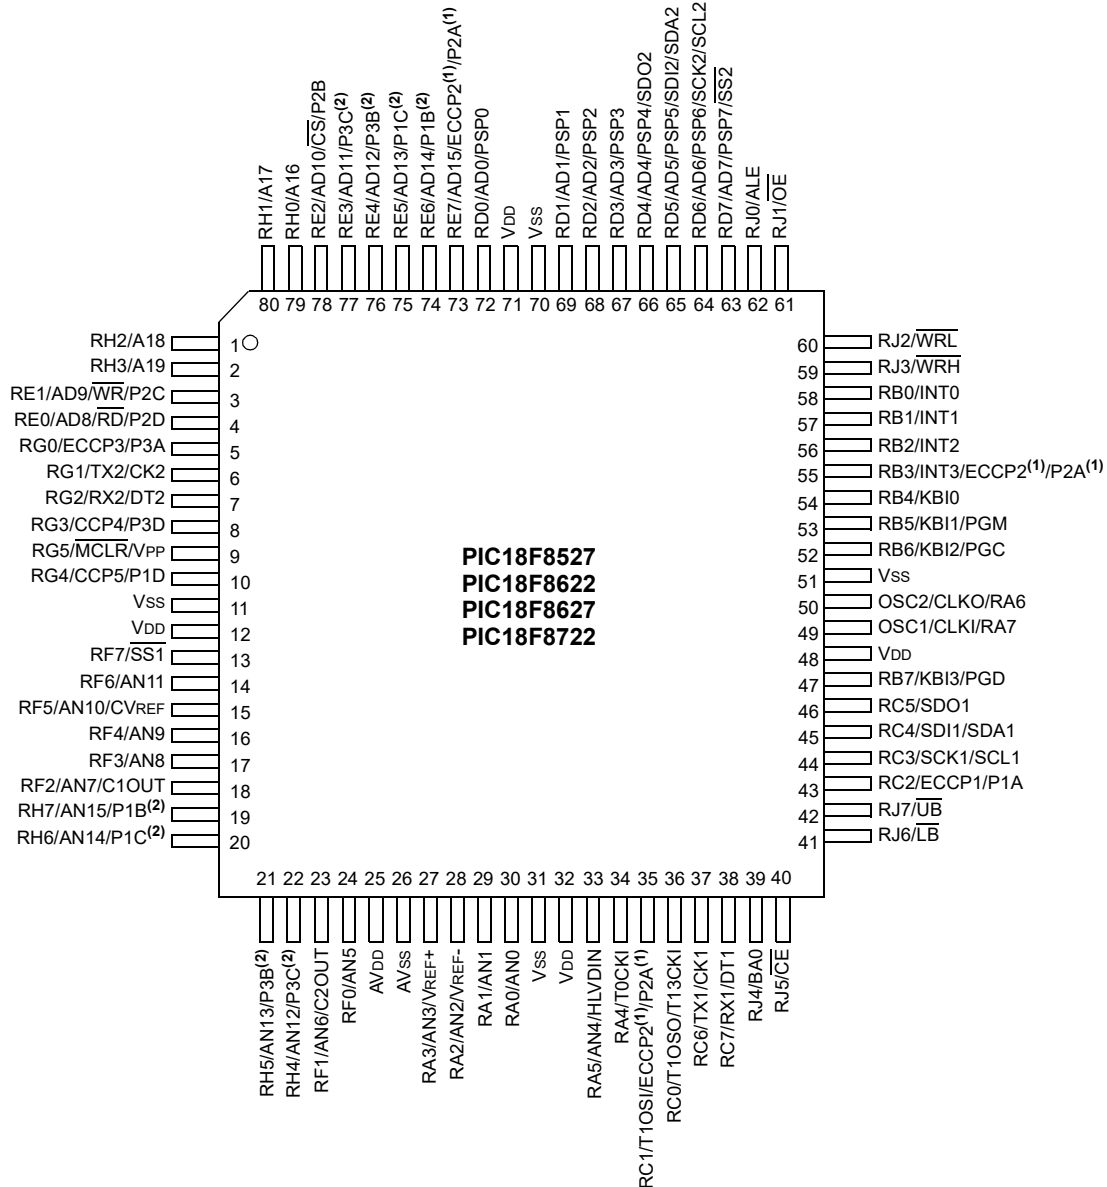 RH1/A17
RH0/A16
RE2/AD10/CS/P2B
RE3/AD11/P3C(2)
RE4/AD12/P3B(2)
RE5/AD13/P1C(2)
RE6/AD14/P1B(2)
RE7/AD15/ECCP2(1)/P2A(1)
RD0/AD0/PSP0
VDD
VSS
RD1/AD1/PSP1
RD2/AD2/PSP2
RD3/AD3/PSP3
RD4/AD4/PSP4/SDO2
RD5/AD5/PSP5/SDI2/SDA2
RD6/AD6/PSP6/SCK2/SCL2
RD7/AD7/PSP7/SS2
RJ0/ALE
RJ1/OE
80 79 78 77 76 75 74 73 72 71 70 69 68 67 66 65 64 63 62 61
RH2/A18 1
RH3/A19 2
RE1/AD9/WR/P2C 3
RE0/AD8/RD/P2D 4
RG0/ECCP3/P3A 5
RG1/TX2/CK2 6
RG2/RX2/DT2 7
RG3/CCP4/P3D 8
RG5/MCLR/VPP 9
RG4/CCP5/P1D 10
VSS 11
VDD 12
RF7/SS1 13
RF6/AN11 14
RF5/AN10/CVREF 15
RF4/AN9 16
RF3/AN8 17
RF2/AN7/C1OUT 18
RH7/AN15/P1B(2) 19
RH6/AN14/P1C(2) 20
PIC18F8527
PIC18F8622
PIC18F8627
PIC18F8722
60 RJ2/WRL
59 RJ3/WRH
58 RB0/INT0
57 RB1/INT1
56 RB2/INT2
55 RB3/INT3/ECCP2(1)/P2A(1)
54 RB4/KBI0
53 RB5/KBI1/PGM
52 RB6/KBI2/PGC
51 VSS
50 OSC2/CLKO/RA6
49 OSC1/CLKI/RA7
48 VDD
47 RB7/KBI3/PGD
46 RC5/SDO1
45 RC4/SDI1/SDA1
44 RC3/SCK1/SCL1
43 RC2/ECCP1/P1A
42 RJ7/UB
41 RJ6/LB
21 22 23 24 25 26 27 28 29 30 31 32 33 34 35 36 37 38 39 40
RH5/AN13/P3B(2)
RH4/AN12/P3C(2)
RF1/AN6/C2OUT
RF0/AN5
AVDD
AVSS
RA3/AN3/VREF+
RA2/AN2/VREF-
RA1/AN1
RA0/AN0
VSS
VDD
RA5/AN4/HLVDIN
RA4/T0CKI
RC1/T1OSI/ECCP2(1)/P2A(1)
RC0/T1OSO/T13CKI
RC6/TX1/CK1
RC7/RX1/DT1
RJ4/BA0
RJ5/CE